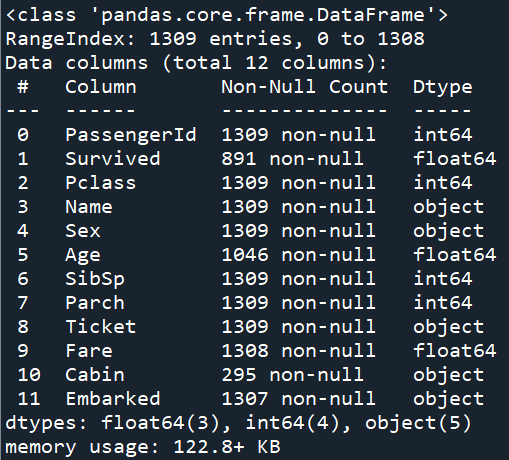 <class 'pandas.core.frame.DataFrame'>
RangeIndex: 1309 entries, 0 to 1308
Data columns (total 12 columns):
 #   Column       Non-Null Count  Dtype
---  ------       --------------  -----
 0   PassengerId  1309 non-null   int64
 1   Survived     891 non-null    float64
 2   Pclass       1309 non-null   int64
 3   Name         1309 non-null   object
 4   Sex          1309 non-null   object
 5   Age          1046 non-null   float64
 6   SibSp        1309 non-null   int64
 7   Parch        1309 non-null   int64
 8   Ticket       1309 non-null   object
 9   Fare         1308 non-null   float64
 10  Cabin        295 non-null    object
 11  Embarked     1307 non-null   object
dtypes: float64(3), int64(4), object(5)
memory usage: 122.8+ KB